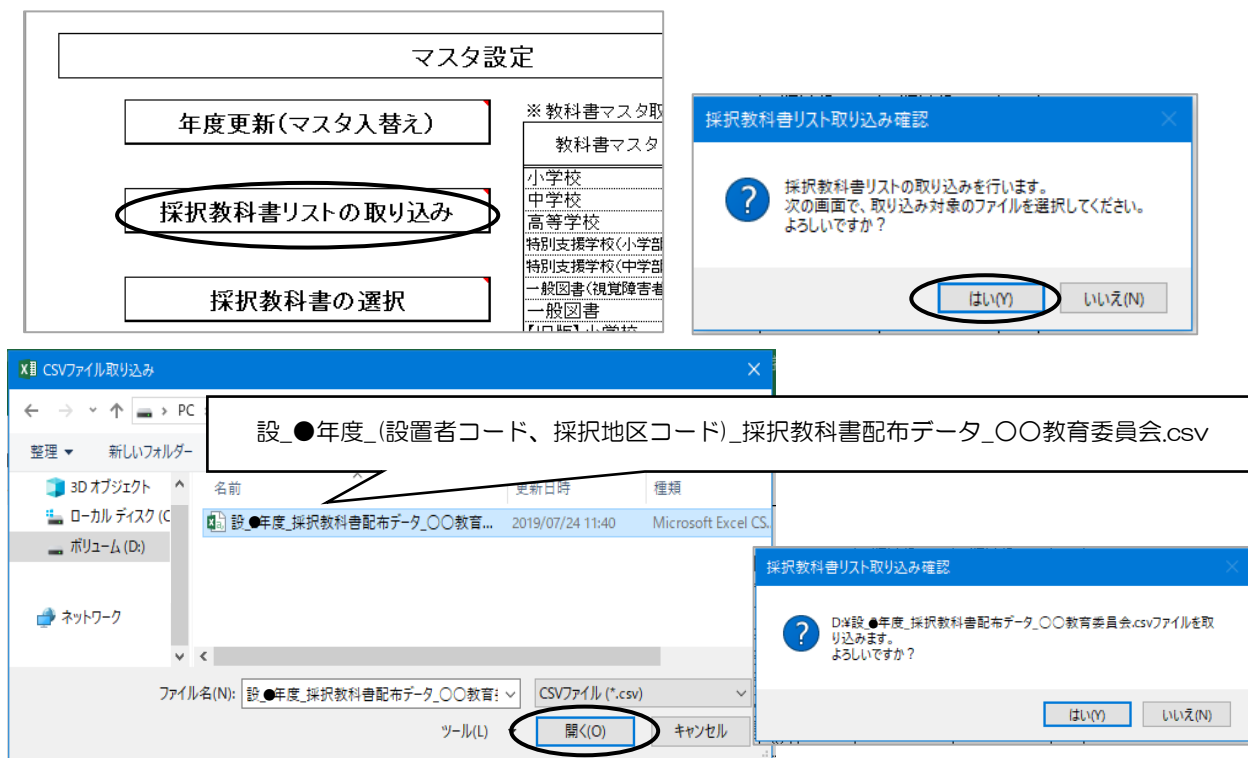 マスタ設定
年度更新(マスタ入替え)
採択教科書リストの取り込み
採択教科書の選択
※教科書マスタ取
教科書マスタ
小学校
中学校
高等学校
特別支援学校(小学部
特別支援学校(中学部
一般図書(視覚障害者
一般図書
【旧版】小学校
採択教科書リスト取り込み確認
採択教科書リストの取り込みを行います。
次の画面で、取り込み対象のファイルを選択してください。
よろしいですか?
はい(Y)
いいえ(N)
CSVファイル取り込み
PC
設_●年度_(設置者コード、採択地区コード)_採択教科書配布データ_〇〇教育委員会.csv
整理
新しいフォルダー
3D オブジェクト
ローカル ディスク (C
ボリューム (D:)
ネットワーク
名前
更新日時
種類
設_●年度_採択教科書配布データ_〇〇教育...
2019/07/24 11:40
Microsoft Excel CS
ファイル名(N):
設_●年度_採択教科書配布データ_〇〇教育
CSVファイル (*.csv)
ツール(L)
開く(O)
キャンセル
採択教科書リスト取り込み確認
D:¥設_●年度_採択教科書配布データ_〇〇教育委員会.csvファイルを取
り込みます。
よろしいですか?
はい(Y)
いいえ(N)